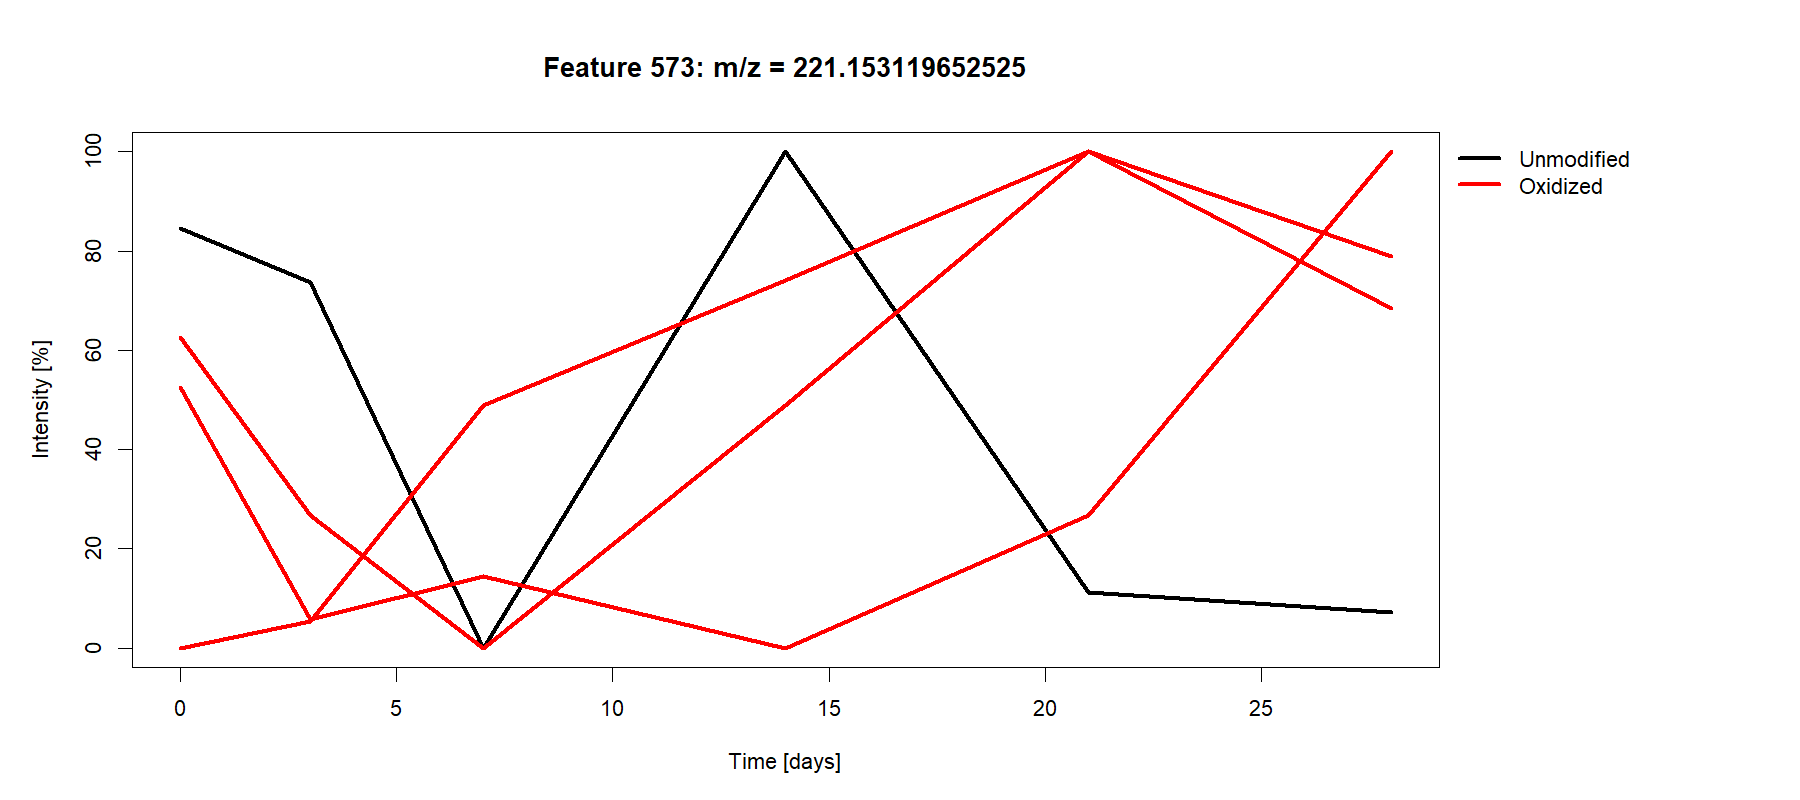 Feature 573: m/z = 221.153119652525
Unmodified
Oxidized
Intensity [%]
100
80
60
40
20
0
0 5 10 15 20 25
Time [days]